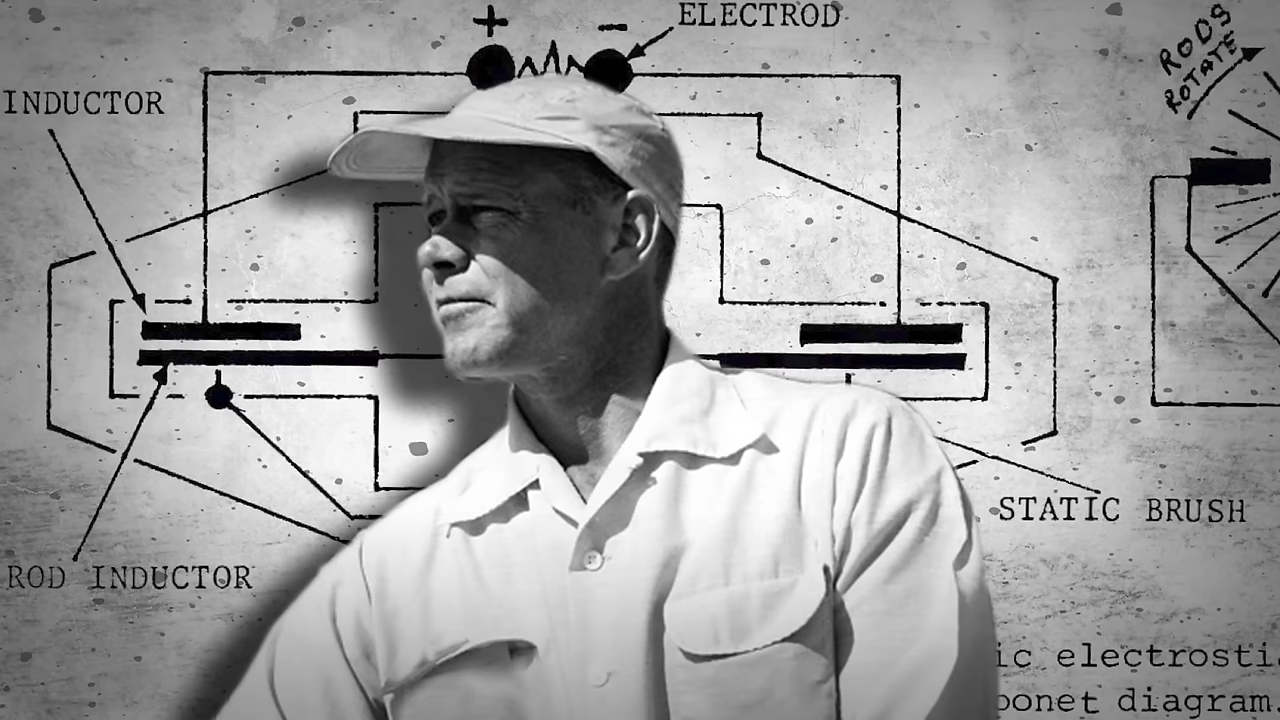 + −
ELECTROD
RODS
ROTATE
INDUCTOR
STATIC BRUSH
ROD INDUCTOR
ic electrosti
ponet diagram.